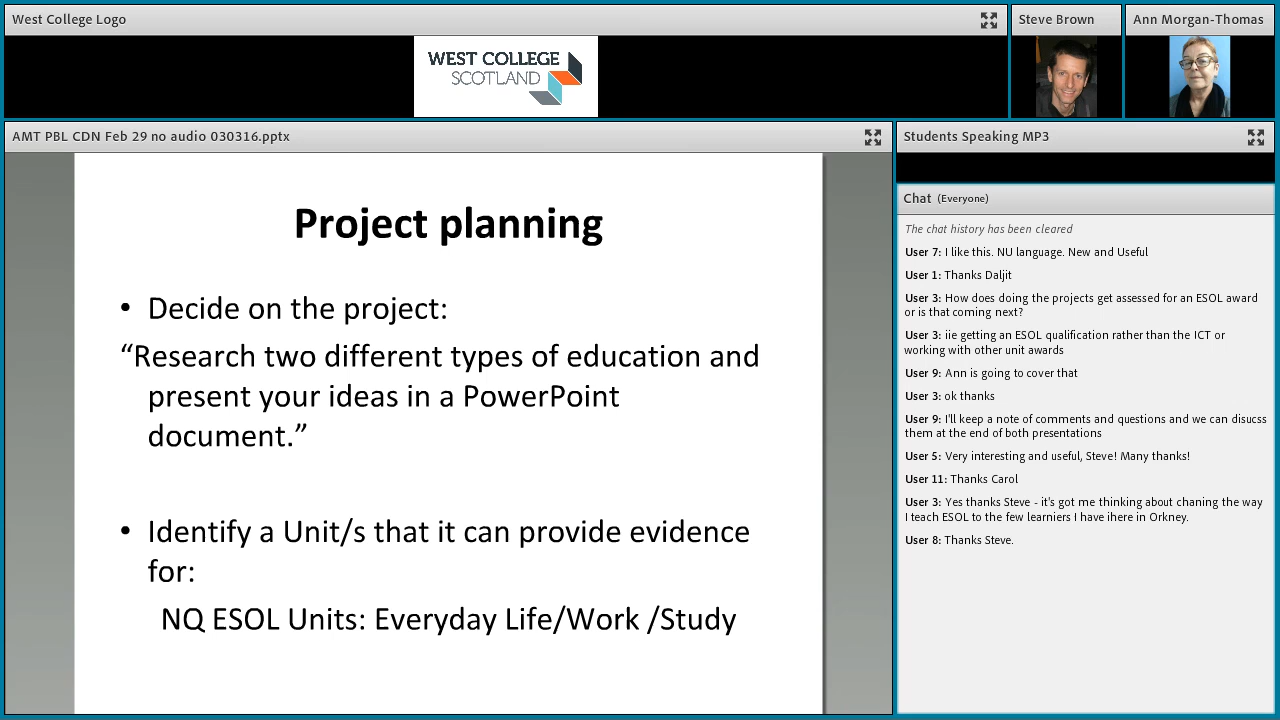 West College Logo
Steve Brown
Ann Morgan-Thomas
WEST COLLEGE
SCOTLAND
AMT PBL CDN Feb 29 no audio 030316.pptx
Project planning
• Decide on the project:
“Research two different types of education and
present your ideas in a PowerPoint
document.”
• Identify a Unit/s that it can provide evidence
for:
NQ ESOL Units: Everyday Life/Work /Study
Students Speaking MP3
Chat (Everyone)
The chat history has been cleared
User 7: I like this. NU language. New and Useful
User 1: Thanks Daljit
User 3: How does doing the projects get assessed for an ESOL award
or is that coming next?
User 3: iie getting an ESOL qualification rather than the ICT or
working with other unit awards
User 9: Ann is going to cover that
User 3: ok thanks
User 9: I'll keep a note of comments and questions and we can disucss
them at the end of both presentations
User 5: Very interesting and useful, Steve! Many thanks!
User 11: Thanks Carol
User 3: Yes thanks Steve - it's got me thinking about chaning the way
I teach ESOL to the few learniers I have ihere in Orkney.
User 8: Thanks Steve.